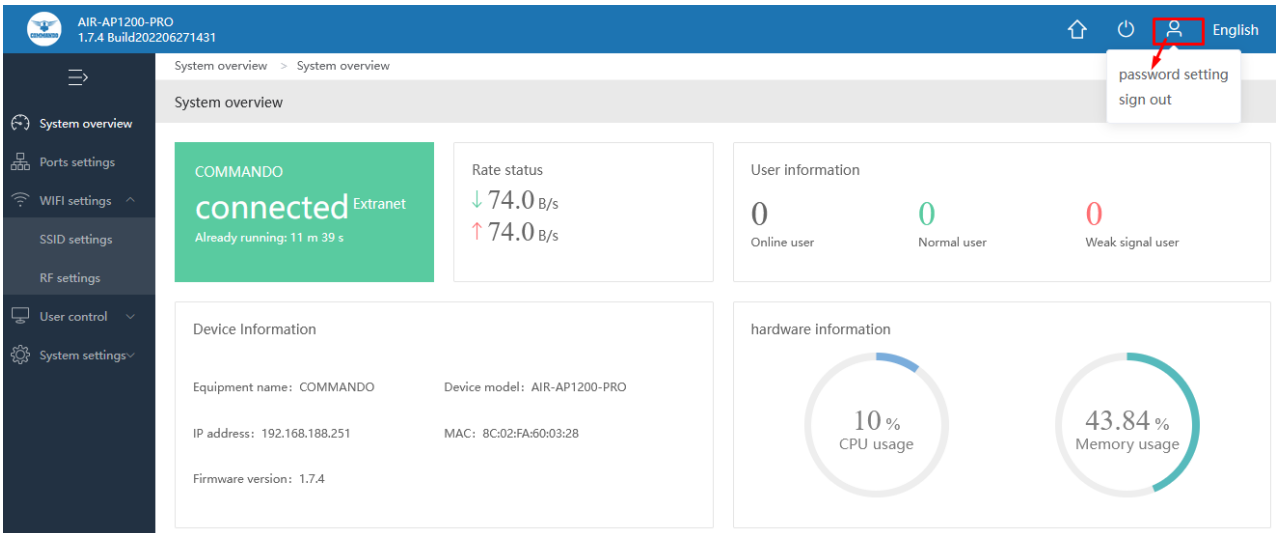 COMMANDO
AIR-AP1200-PRO
1.7.4 Build202206271431
English
password setting
sign out
System overview > System overview
System overview
System overview
Ports settings
WIFI settings
SSID settings
RF settings
User control
System settings
COMMANDO
connected Extranet
Already running: 11 m 39 s
Rate status
↓ 74.0 B/s
↑ 74.0 B/s
User information
0 0 0
Online user Normal user Weak signal user
Device Information
Equipment name: COMMANDO Device model: AIR-AP1200-PRO
IP address: 192.168.188.251 MAC: 8C:02:FA:60:03:28
Firmware version: 1.7.4
hardware information
10 %
CPU usage
43.84 %
Memory usage